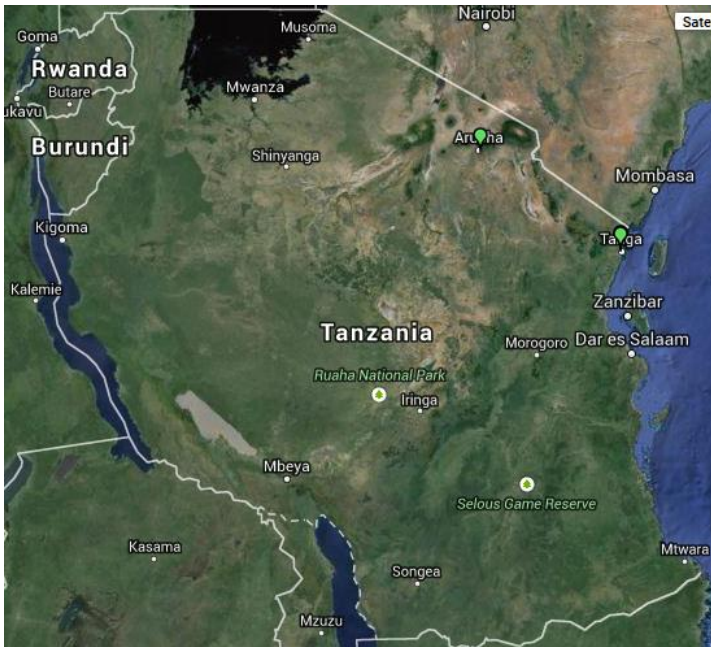 Nairobi
Sate
Goma
Musoma
Rwanda
Butare
ukavu
Mwanza
Arusha
Burundi
Shinyanga
Mombasa
Kigoma
Tanga
Kalemie
Zanzibar
Tanzania
Morogoro
Dar es Salaam
Ruaha National Park
Iringa
Mbeya
Selous Game Reserve
Kasama
Mtwara
Songea
Mzuzu